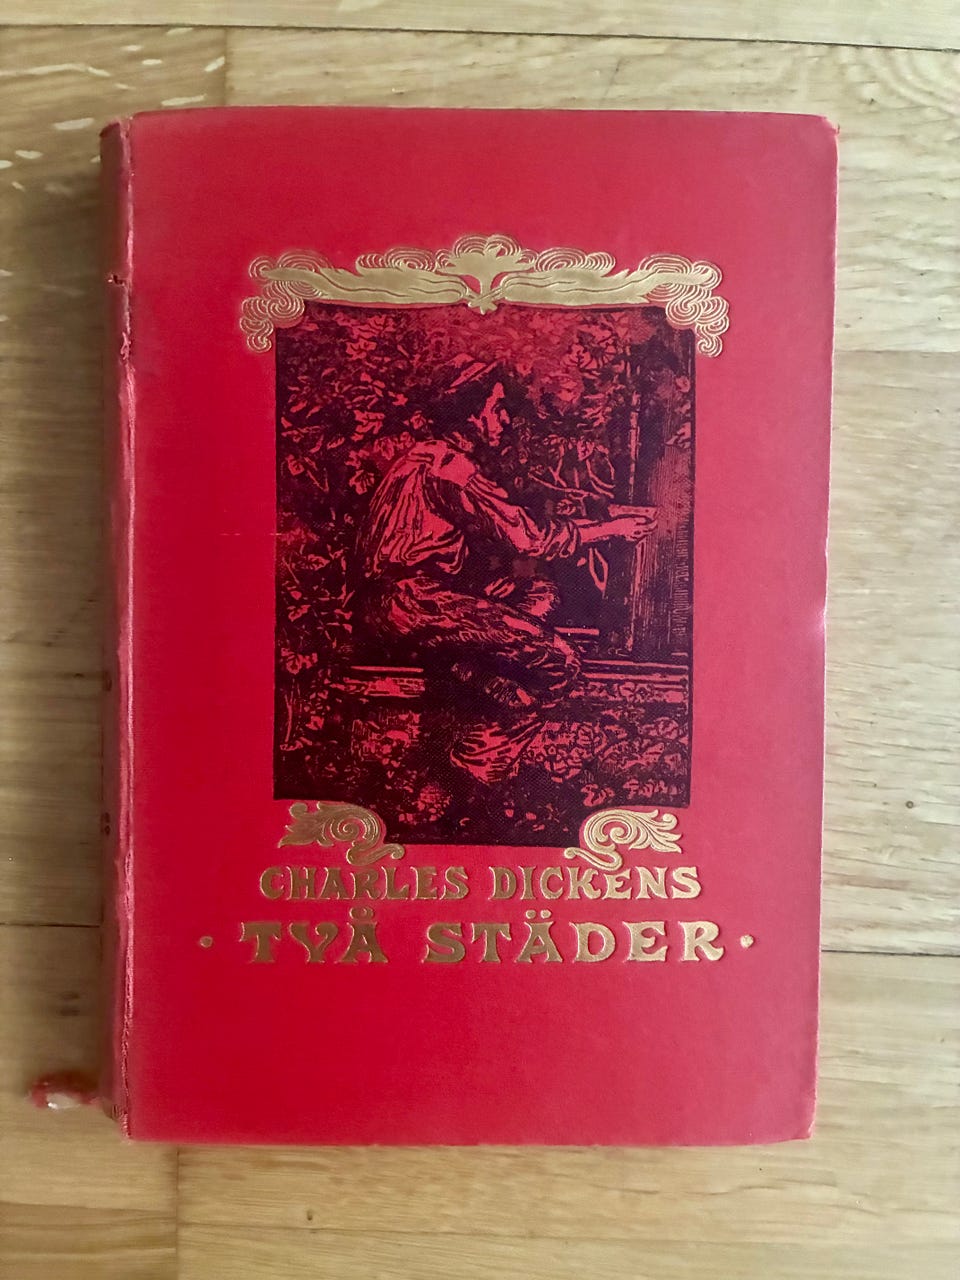 CHARLES DICKENS
· TVÅ STÄDER ·